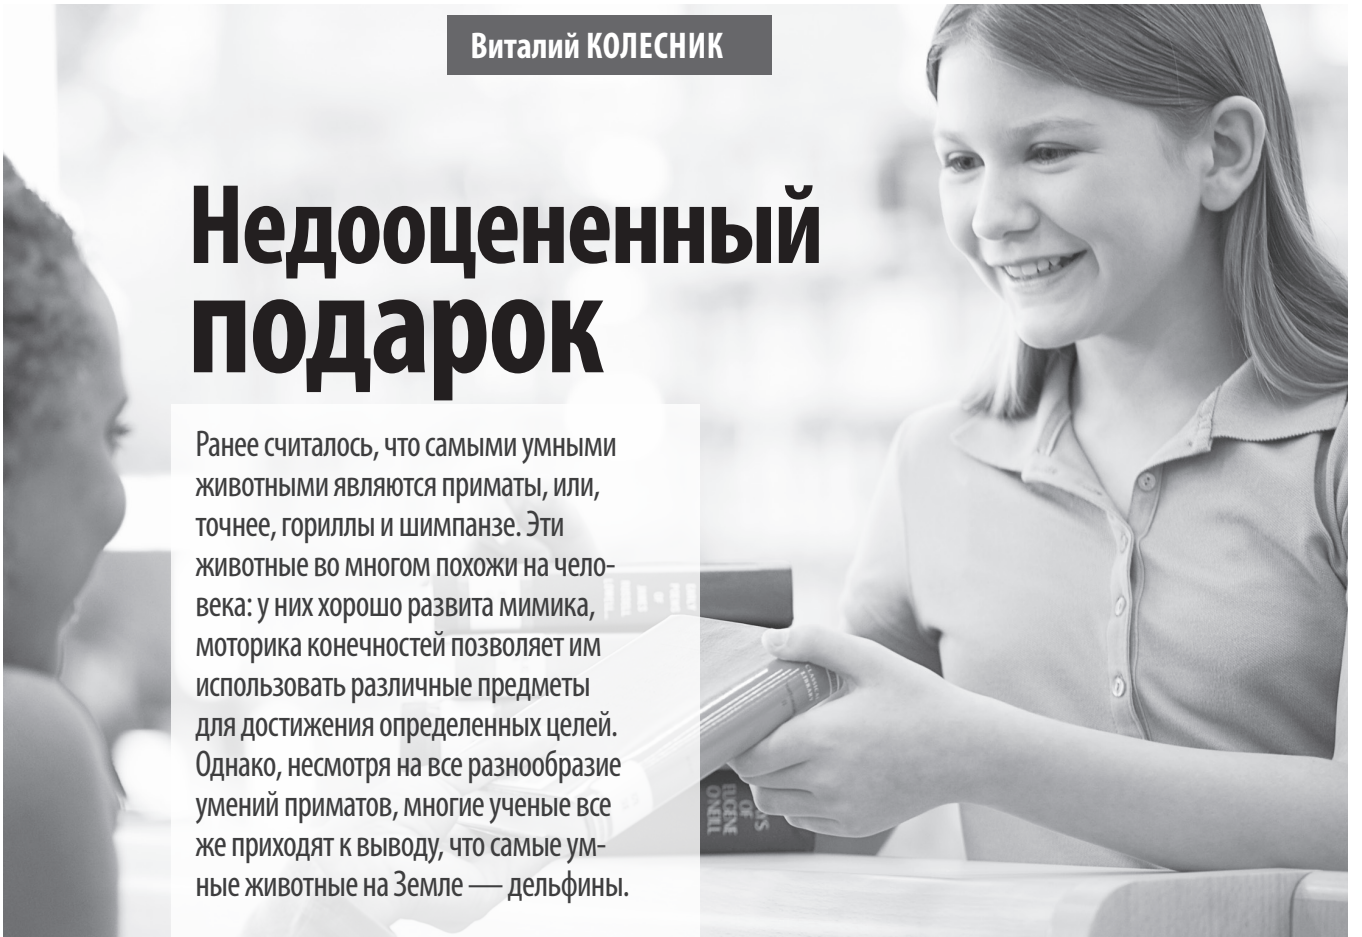 Виталий КОЛЕСНИК
Недооцененный
подарок
Ранее считалось, что самыми умными
животными являются приматы, или,
точнее, гориллы и шимпанзе. Эти
животные во многом похожи на чело-
века: у них хорошо развита мимика,
моторика конечностей позволяет им
использовать различные предметы
для достижения определенных целей.
Однако, несмотря на все разнообразие
умений приматов, многие ученые все
же приходят к выводу, что самые ум-
ные животные на Земле — дельфины.
OF
EUGENE
O'NEILL